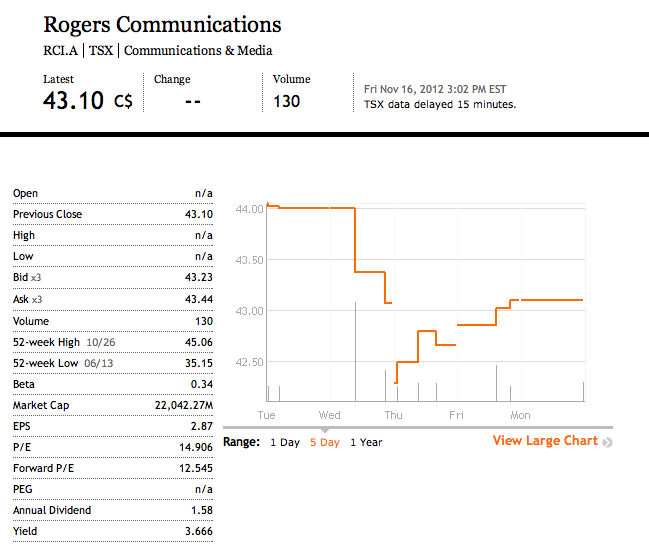 Rogers Communications
RCI.A | TSX | Communications & Media
Latest Change Volume
43.10 C$ -- 130
Fri Nov 16, 2012 3:02 PM EST
TSX data delayed 15 minutes.
Open n/a
Previous Close 43.10
High n/a
Low n/a
Bid x3 43.23
Ask x3 43.44
Volume 130
52-week High 10/26 45.06
52-week Low 06/13 35.15
Beta 0.34
Market Cap 22,042.27M
EPS 2.87
P/E 14.906
Forward P/E 12.545
PEG n/a
Annual Dividend 1.58
Yield 3.666
44.00
43.50
43.00
42.50
Tue Wed Thu Fri Mon
Range: 1 Day 5 Day 1 Year
View Large Chart